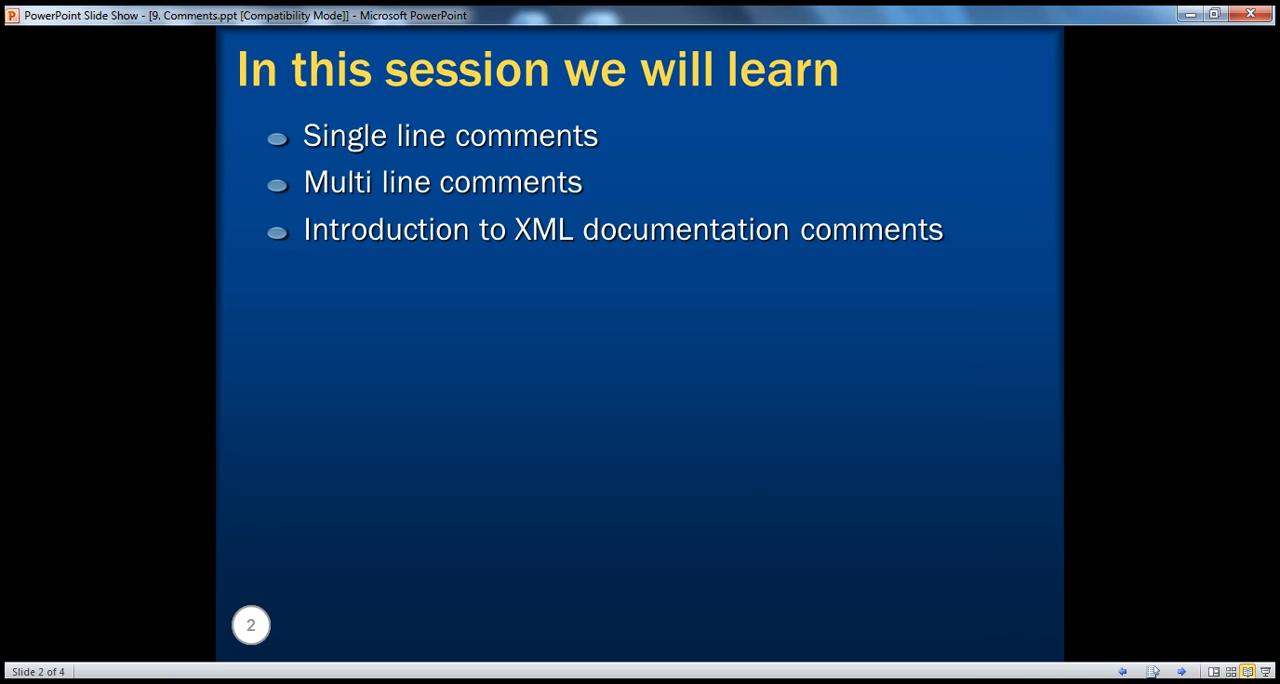 PowerPoint Slide Show - [9. Comments.ppt [Compatibility Mode]] - Microsoft PowerPoint
In this session we will learn
Single line comments
Multi line comments
Introduction to XML documentation comments
2
Slide 2 of 4